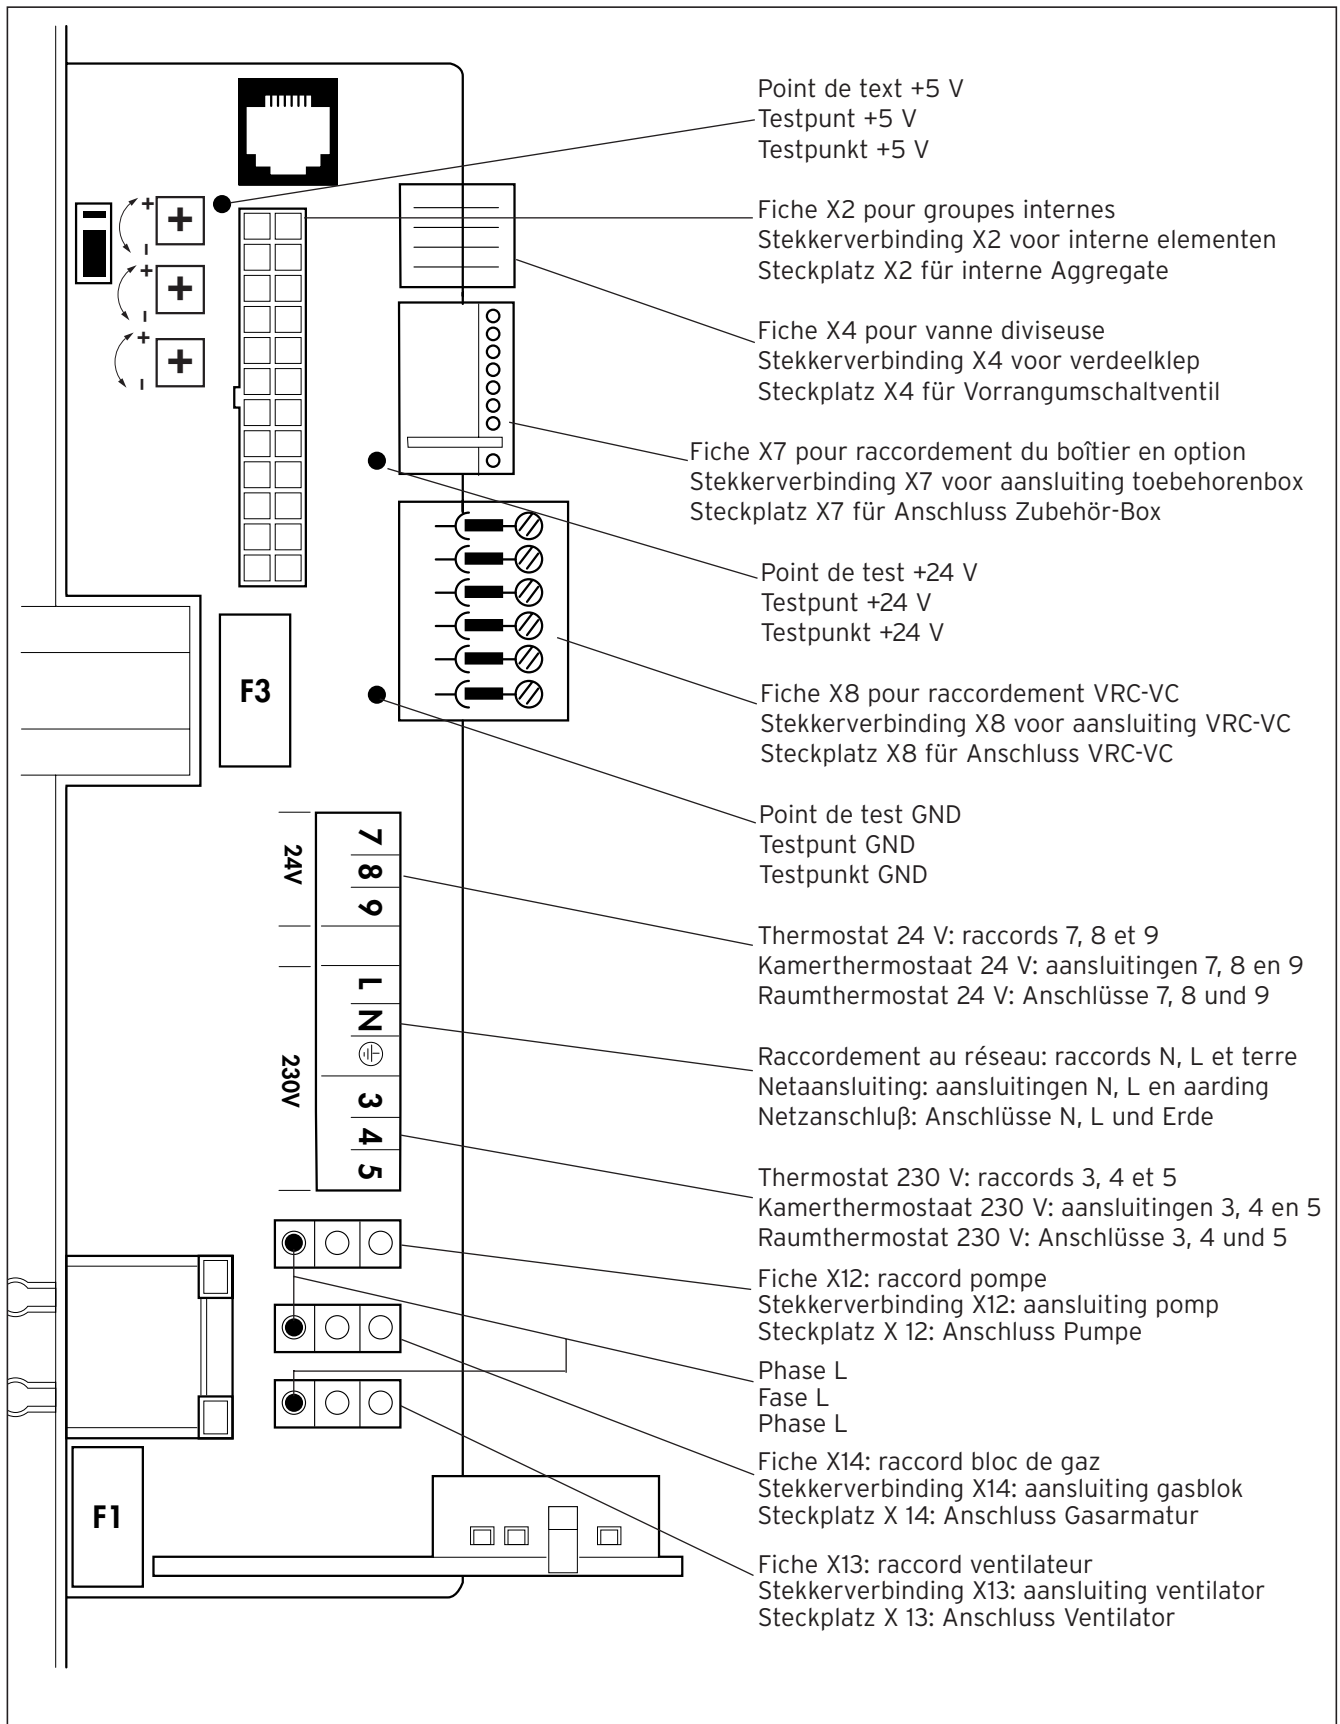 Point de text +5 V
Testpunt +5 V
Testpunkt +5 V
Fiche X2 pour groupes internes
Stekkerverbinding X2 voor interne elementen
Steckplatz X2 für interne Aggregate
Fiche X4 pour vanne diviseuse
Stekkerverbinding X4 voor verdeelklep
Steckplatz X4 für Vorrangumschaltventil
Fiche X7 pour raccordement du boîtier en option
Stekkerverbinding X7 voor aansluiting toebehorenbox
Steckplatz X7 für Anschluss Zubehör-Box
Point de test +24 V
Testpunt +24 V
Testpunkt +24 V
Fiche X8 pour raccordement VRC-VC
Stekkerverbinding X8 voor aansluiting VRC-VC
Steckplatz X8 für Anschluss VRC-VC
Point de test GND
Testpunt GND
Testpunkt GND
Thermostat 24 V: raccords 7, 8 et 9
Kamerthermostaat 24 V: aansluitingen 7, 8 en 9
Raumthermostat 24 V: Anschlüsse 7, 8 und 9
Raccordement au réseau: raccords N, L et terre
Netaansluiting: aansluitingen N, L en aarding
Netzanschluß: Anschlüsse N, L und Erde
Thermostat 230 V: raccords 3, 4 et 5
Kamerthermostaat 230 V: aansluitingen 3, 4 en 5
Raumthermostat 230 V: Anschlüsse 3, 4 und 5
Fiche X12: raccord pompe
Stekkerverbinding X12: aansluiting pomp
Steckplatz X 12: Anschluss Pumpe
Phase L
Fase L
Phase L
Fiche X14: raccord bloc de gaz
Stekkerverbinding X14: aansluiting gasblok
Steckplatz X 14: Anschluss Gasarmatur
Fiche X13: raccord ventilateur
Stekkerverbinding X13: aansluiting ventilator
Steckplatz X 13: Anschluss Ventilator
+
+
−
+
+
−
+
+
−
F3
24V
7
8
9
230V
L
N
3
4
5
F1